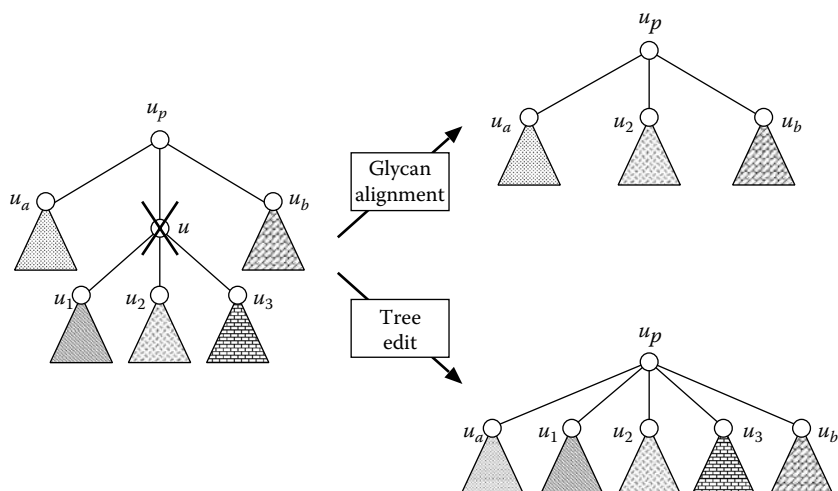 u_p
u_a
u
u_b
u_1
u_2
u_3
Glycan
alignment
Tree
edit
u_p
u_a
u_2
u_b
u_p
u_a
u_1
u_2
u_3
u_b